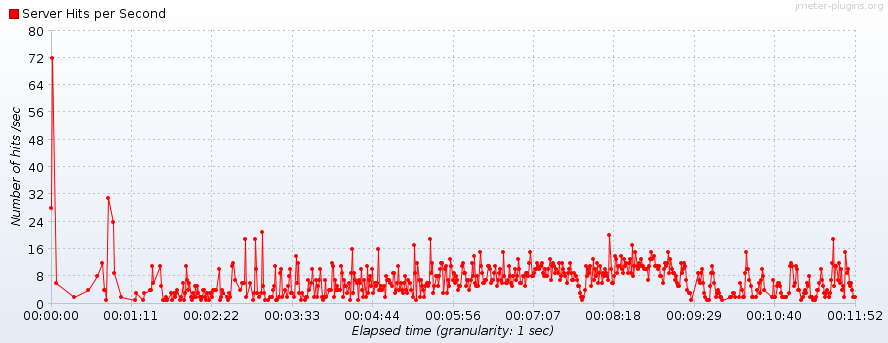 Server Hits per Second
jmeter-plugins.org
80
72
64
56
48
40
32
24
16
8
0
Number of hits /sec
00:00:00 00:01:11 00:02:22 00:03:33 00:04:44 00:05:56 00:07:07 00:08:18 00:09:29 00:10:40 00:11:52
Elapsed time (granularity: 1 sec)